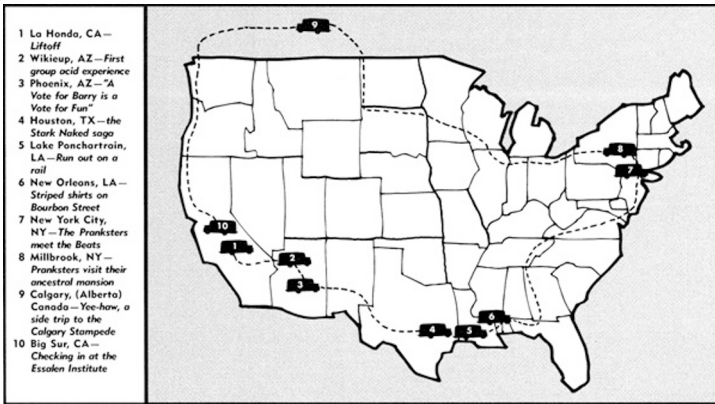 1 La Honda, CA—
Liftoff
2 Wikieup, AZ—First
group acid experience
3 Phoenix, AZ—"A
Vote for Barry is a
Vote for Fun"
4 Houston, TX—the
Stark Naked saga
5 Lake Ponchartrain,
LA—Run out on a
rail
6 New Orleans, LA—
Striped shirts on
Bourbon Street
7 New York City,
NY—The Pranksters
meet the Beats
8 Millbrook, NY—
Pranksters visit their
ancestral mansion
9 Calgary, (Alberta)
Canada—Yee-haw, a
side trip to the
Calgary Stampede
10 Big Sur, CA—
Checking in at the
Essalen Institute
9
8
7
10
1
2
3
4
5
6